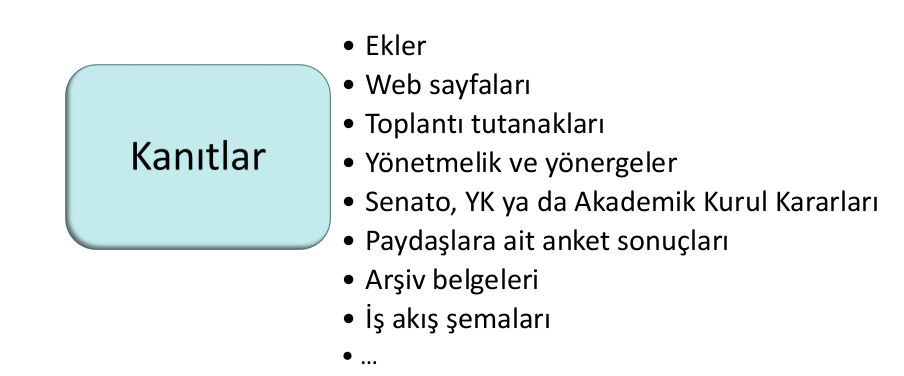 Kanıtlar
• Ekler
• Web sayfaları
• Toplantı tutanakları
• Yönetmelik ve yönergeler
• Senato, YK ya da Akademik Kurul Kararları
• Paydaşlara ait anket sonuçları
• Arşiv belgeleri
• İş akış şemaları
• ...